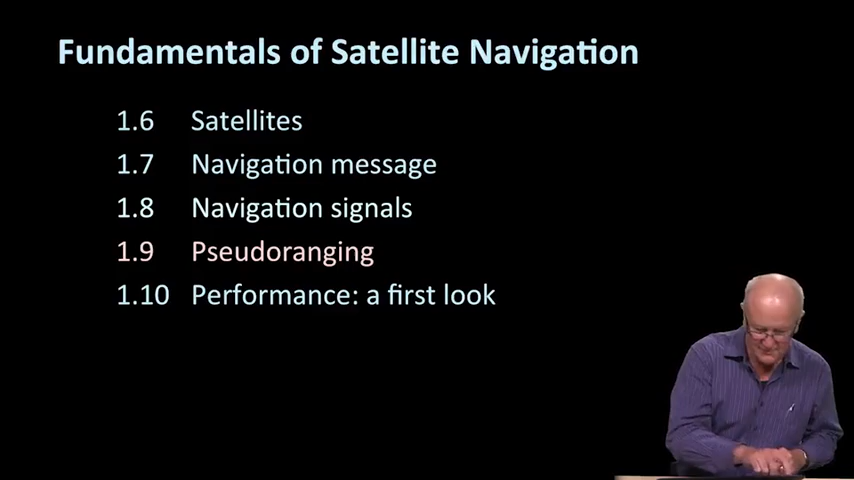 Fundamentals of Satellite Navigation
1.6 Satellites
1.7 Navigation message
1.8 Navigation signals
1.9 Pseudoranging
1.10 Performance: a first look